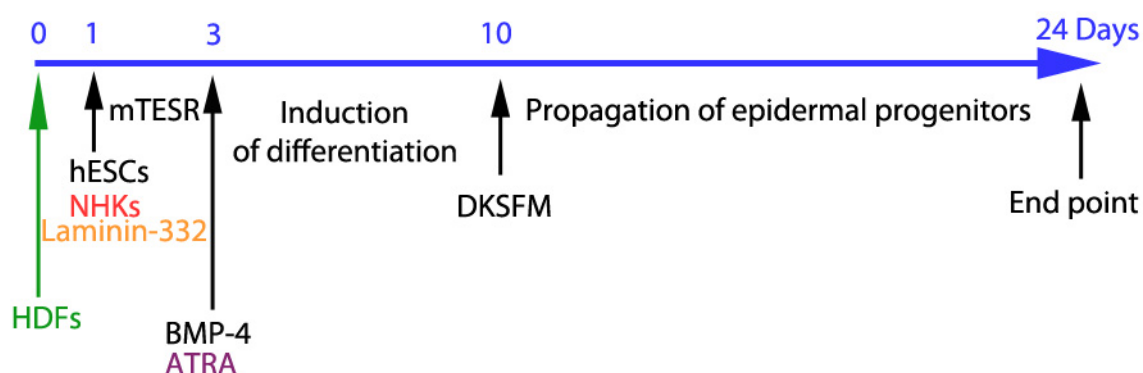 0 1 3 10 24 Days
mTESR
Induction
of differentiation
Propagation of epidermal progenitors
hESCs
NHKs
Laminin-332
DKSFM
End point
HDFs
BMP-4
ATRA